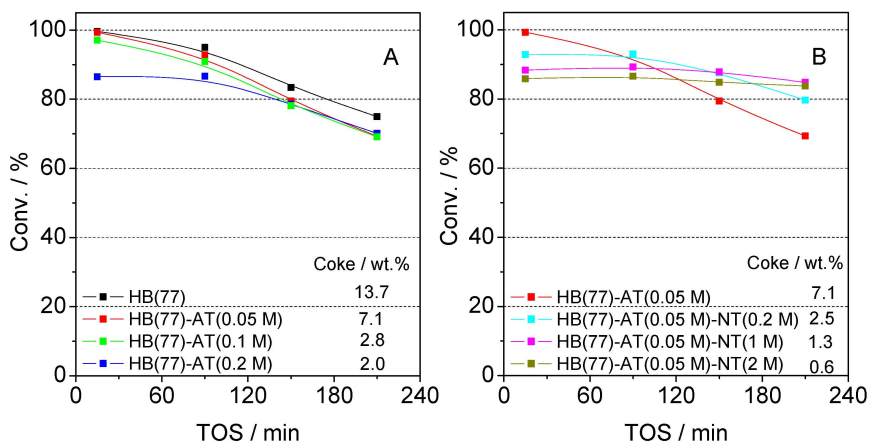 A
Conv. / %
100
80
60
40
20
0
Coke / wt.%
HB(77) 13.7
HB(77)-AT(0.05 M) 7.1
HB(77)-AT(0.1 M) 2.8
HB(77)-AT(0.2 M) 2.0
0 60 120 180 240
TOS / min
B
Conv. / %
100
80
60
40
20
0
Coke / wt.%
HB(77)-AT(0.05 M) 7.1
HB(77)-AT(0.05 M)-NT(0.2 M) 2.5
HB(77)-AT(0.05 M)-NT(1 M) 1.3
HB(77)-AT(0.05 M)-NT(2 M) 0.6
0 60 120 180 240
TOS / min